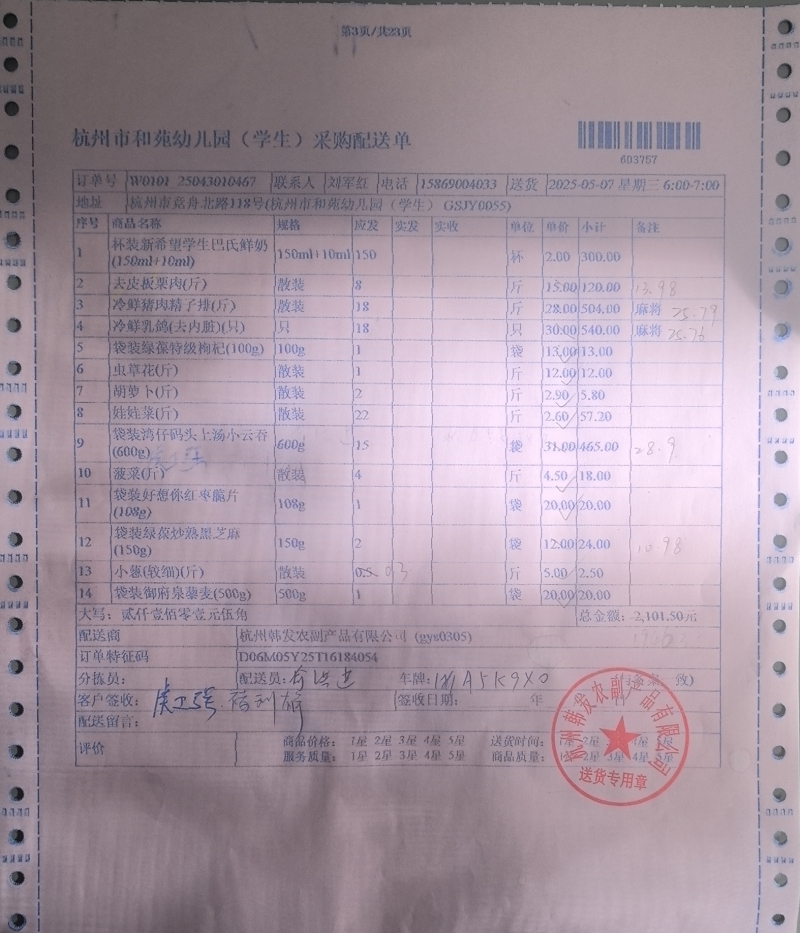 第3页/共23页
杭州市和苑幼儿园（学生）采购配送单
603757
订单号 W0101 25043010467 联系人 刘军红 电话 15869004033 送货 2025-05-07 星期三 6:00-7:00
地址 杭州市竞舟北路118号(杭州市和苑幼儿园（学生）GSJY0055)
序号 商品名称 规格 应发 实发 实收 单位 单价 小计 备注
1 杯装新希望学生巴氏鲜奶(150ml+10ml) 150ml+10ml 150 杯 2.00 300.00
2 去皮板栗肉(斤) 散装 8 斤 15.00 120.00 13.98
3 冷鲜猪肉精子排(斤) 散装 18 斤 28.00 504.00 麻将 25.79
4 冷鲜乳鸽(去内脏)(只) 只 18 只 30.00 540.00 麻将 25.76
5 袋装绿葆特级枸杞(100g) 100g 1 袋 13.00 13.00
6 虫草花(斤) 散装 1 斤 12.00 12.00
7 胡萝卜(斤) 散装 2 斤 2.90 5.80
8 娃娃菜(斤) 散装 22 斤 2.60 57.20
9 袋装湾仔码头上汤小云吞(600g) 600g 15 袋 31.00 465.00 28.9
10 菠菜(斤) 散装 4 斤 4.50 18.00
11 袋装好想你红枣脆片(108g) 108g 1 袋 20.00 20.00
12 袋装绿葆炒熟黑芝麻(150g) 150g 2 袋 12.00 24.00 10.98
13 小葱(较细)(斤) 散装 0.5 0.3 斤 5.00 2.50
14 袋装御府泉藜麦(500g) 500g 1 袋 20.00 20.00
大写：贰仟壹佰零壹元伍角 总金额：2,101.50元
配送商 杭州韩发农副产品有限公司 (gys0305)
订单特征码 D06M05Y25T16184054
分拣员： 配送员： 车牌： A5K9X0
客户签收： 签收日期： 年
配送留言：
评价 商品价格： 1星 2星 3星 4星 5星 送货时间： 1星 2星 3星 4星 5星
服务质量： 1星 2星 3星 4星 5星 商品质量： 1星 2星 3星 4星 5星
杭州韩发农副产品有限公司
送货专用章